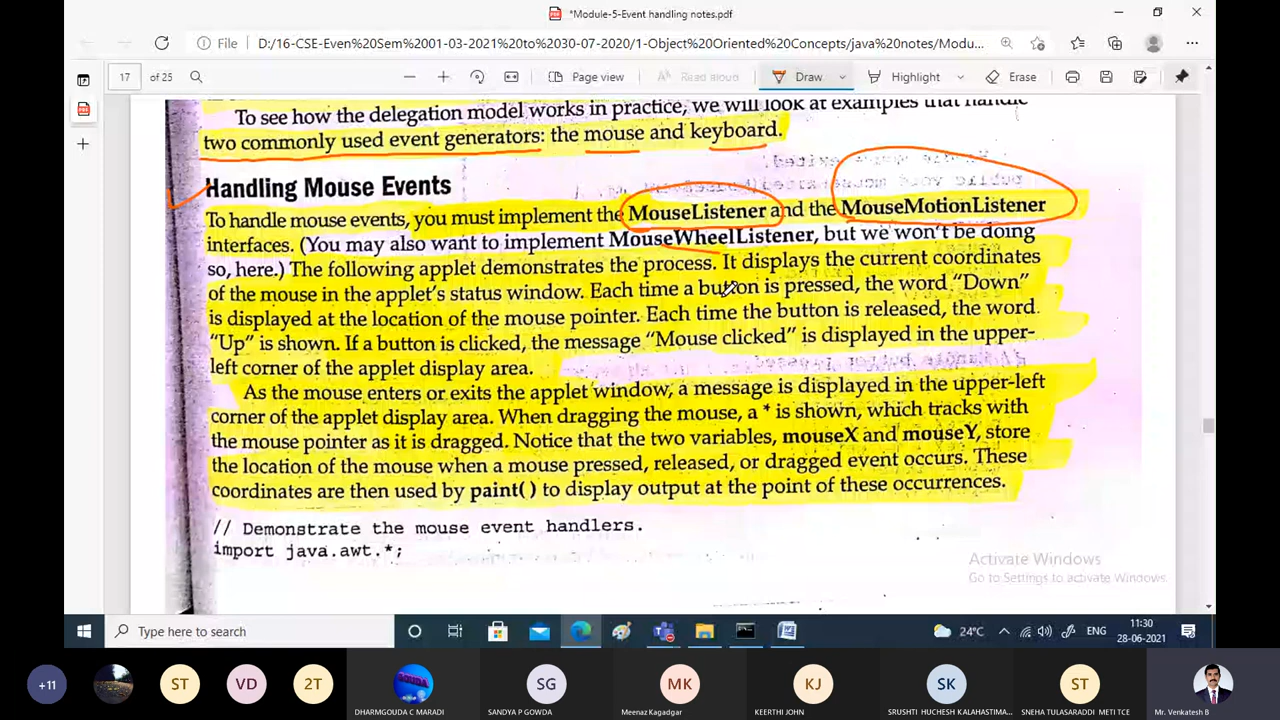 *Module-5-Event handling notes.pdf
File D:/16-CSE-Even%20Sem%2001-03-2021%20to%2030-07-2020/1-Object%20Oriented%20Concepts/java%20notes/Modu...
17 of 25 Page view Read aloud Draw Highlight Erase
To see how the delegation model works in practice, we will look at examples that handle
two commonly used event generators: the mouse and keyboard.
Handling Mouse Events
To handle mouse events, you must implement the MouseListener and the MouseMotionListener
interfaces. (You may also want to implement MouseWheelListener, but we won't be doing
so, here.) The following applet demonstrates the process. It displays the current coordinates
of the mouse in the applet's status window. Each time a button is pressed, the word "Down"
is displayed at the location of the mouse pointer. Each time the button is released, the word
"Up" is shown. If a button is clicked, the message "Mouse clicked" is displayed in the upper-
left corner of the applet display area.
As the mouse enters or exits the applet window, a message is displayed in the upper-left
corner of the applet display area. When dragging the mouse, a * is shown, which tracks with
the mouse pointer as it is dragged. Notice that the two variables, mouseX and mouseY, store
the location of the mouse when a mouse pressed, released, or dragged event occurs. These
coordinates are then used by paint( ) to display output at the point of these occurrences.
// Demonstrate the mouse event handlers.
import java.awt.*;
Activate Windows
Go to Settings to activate Windows.
Type here to search 24°C ENG 11:30
28-06-2021
+11 ST VD 2T SG MK KJ SK ST
DHARMGOUDA C MARADI SANDYA P GOWDA Meenaz Kagadgar KEERTHI JOHN SRUSHTI HUCHESH KALAHASTIMA... SNEHA TULASARADDI METI TCE Mr. Venkatesh B